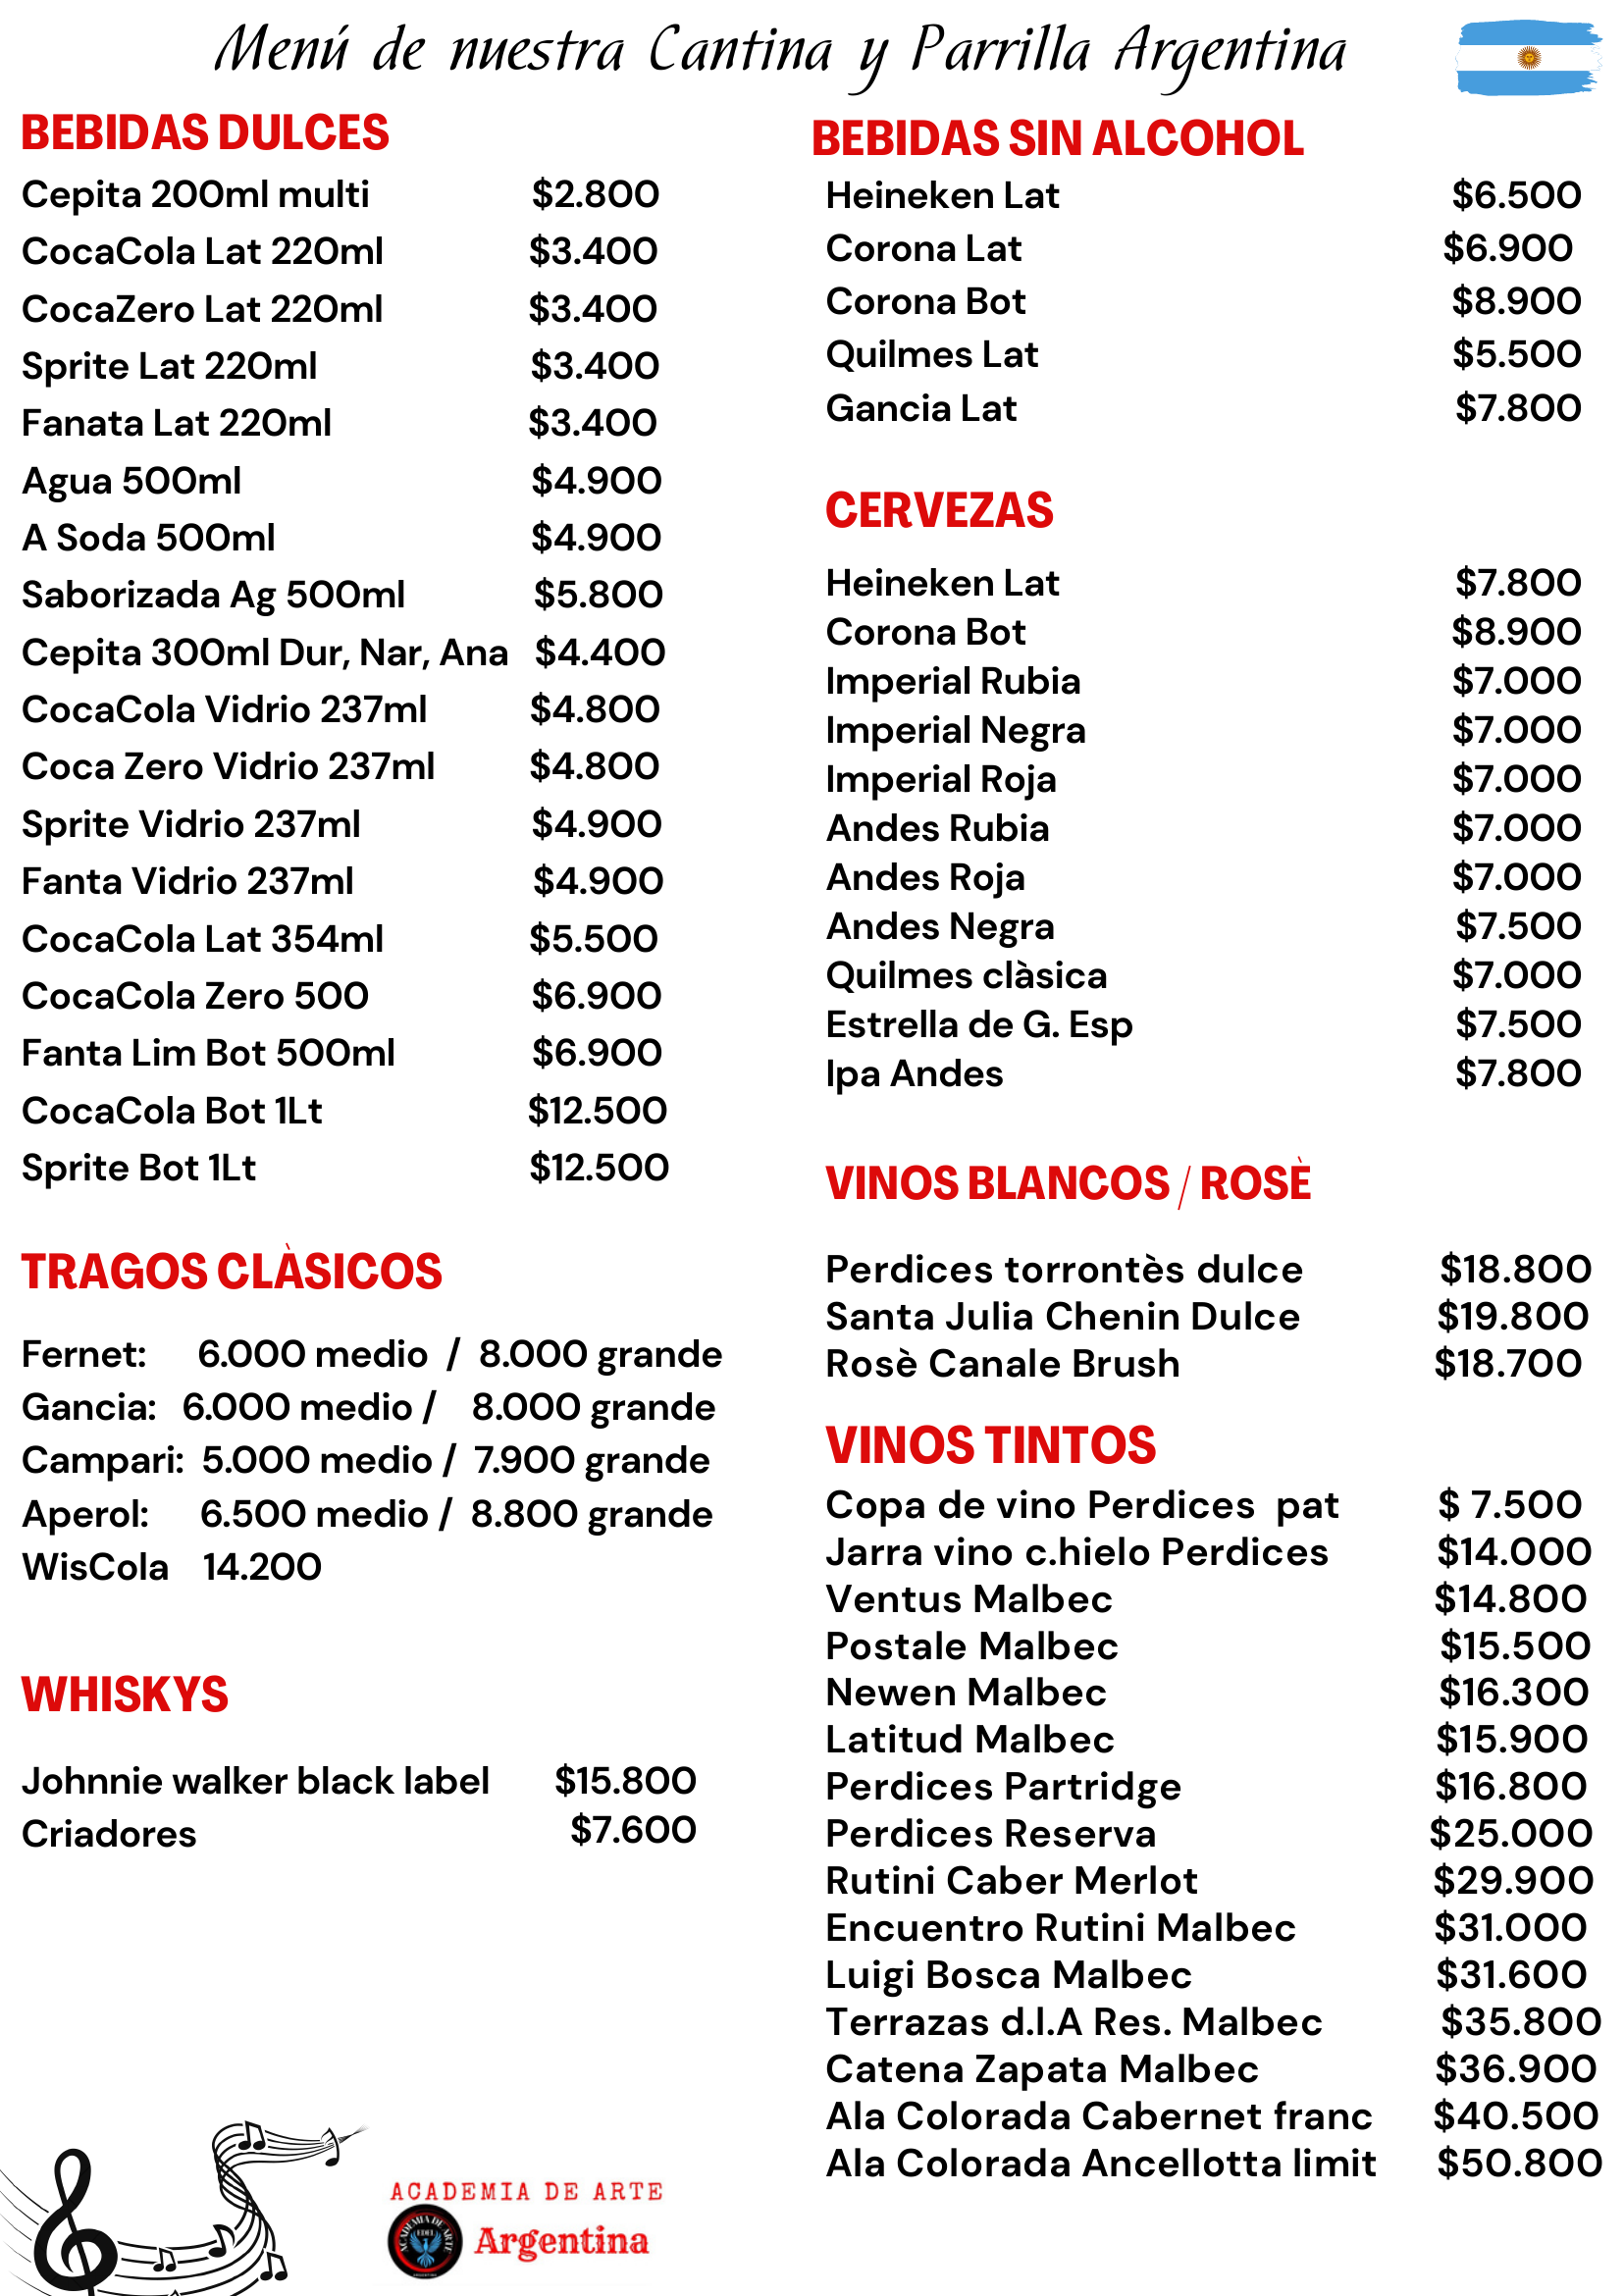 Menú de nuestra Cantina y Parrilla Argentina
BEBIDAS DULCES
Cepita 200ml multi $2.800
CocaCola Lat 220ml $3.400
CocaZero Lat 220ml $3.400
Sprite Lat 220ml $3.400
Fanata Lat 220ml $3.400
Agua 500ml $4.900
A Soda 500ml $4.900
Saborizada Ag 500ml $5.800
Cepita 300ml Dur, Nar, Ana $4.400
CocaCola Vidrio 237ml $4.800
Coca Zero Vidrio 237ml $4.800
Sprite Vidrio 237ml $4.900
Fanta Vidrio 237ml $4.900
CocaCola Lat 354ml $5.500
CocaCola Zero 500 $6.900
Fanta Lim Bot 500ml $6.900
CocaCola Bot 1Lt $12.500
Sprite Bot 1Lt $12.500
TRAGOS CLÀSICOS
Fernet: 6.000 medio / 8.000 grande
Gancia: 6.000 medio / 8.000 grande
Campari: 5.000 medio / 7.900 grande
Aperol: 6.500 medio / 8.800 grande
WisCola 14.200
WHISKYS
Johnnie walker black label $15.800
Criadores $7.600
BEBIDAS SIN ALCOHOL
Heineken Lat $6.500
Corona Lat $6.900
Corona Bot $8.900
Quilmes Lat $5.500
Gancia Lat $7.800
CERVEZAS
Heineken Lat $7.800
Corona Bot $8.900
Imperial Rubia $7.000
Imperial Negra $7.000
Imperial Roja $7.000
Andes Rubia $7.000
Andes Roja $7.000
Andes Negra $7.500
Quilmes clàsica $7.000
Estrella de G. Esp $7.500
Ipa Andes $7.800
VINOS BLANCOS / ROSÈ
Perdices torrontès dulce $18.800
Santa Julia Chenin Dulce $19.800
Rosè Canale Brush $18.700
VINOS TINTOS
Copa de vino Perdices pat $ 7.500
Jarra vino c.hielo Perdices $14.000
Ventus Malbec $14.800
Postale Malbec $15.500
Newen Malbec $16.300
Latitud Malbec $15.900
Perdices Partridge $16.800
Perdices Reserva $25.000
Rutini Caber Merlot $29.900
Encuentro Rutini Malbec $31.000
Luigi Bosca Malbec $31.600
Terrazas d.l.A Res. Malbec $35.800
Catena Zapata Malbec $36.900
Ala Colorada Cabernet franc $40.500
Ala Colorada Ancellotta limit $50.800
ACADEMIA DE ARTE
ACADEMIA DE ARTE
Argentina